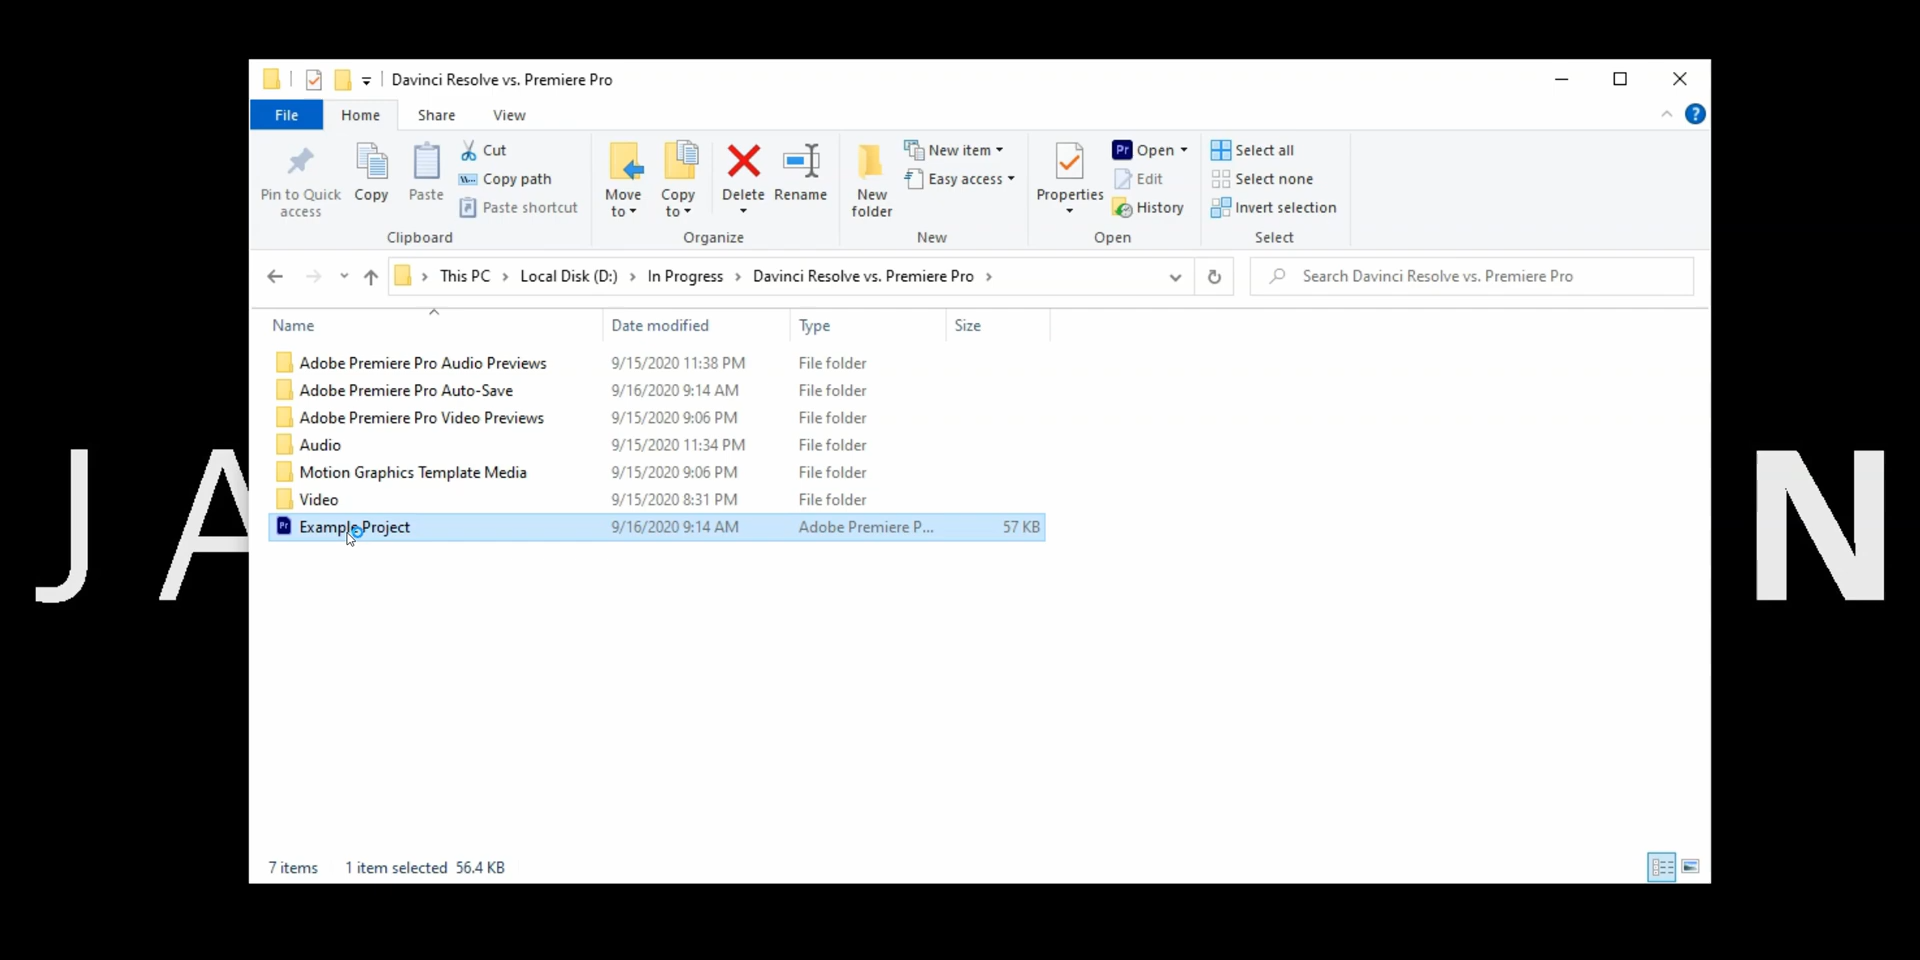 Davinci Resolve vs. Premiere Pro
File Home Share View ?
Pin to Quick access
Copy
Paste
Cut
Copy path
Paste shortcut
Clipboard
Move to
Copy to
Delete
Rename
Organize
New folder
New item
Easy access
New
Properties
Pr Open
Edit
History
Open
Select all
Select none
Invert selection
Select
This PC > Local Disk (D:) > In Progress > Davinci Resolve vs. Premiere Pro >
Search Davinci Resolve vs. Premiere Pro
Name Date modified Type Size
Adobe Premiere Pro Audio Previews 9/15/2020 11:38 PM File folder
Adobe Premiere Pro Auto-Save 9/16/2020 9:14 AM File folder
Adobe Premiere Pro Video Previews 9/15/2020 9:06 PM File folder
Audio 9/15/2020 11:34 PM File folder
Motion Graphics Template Media 9/15/2020 9:06 PM File folder
Video 9/15/2020 8:31 PM File folder
Pr Example Project 9/16/2020 9:14 AM Adobe Premiere P... 57 KB
JA N
7 items 1 item selected 56.4 KB